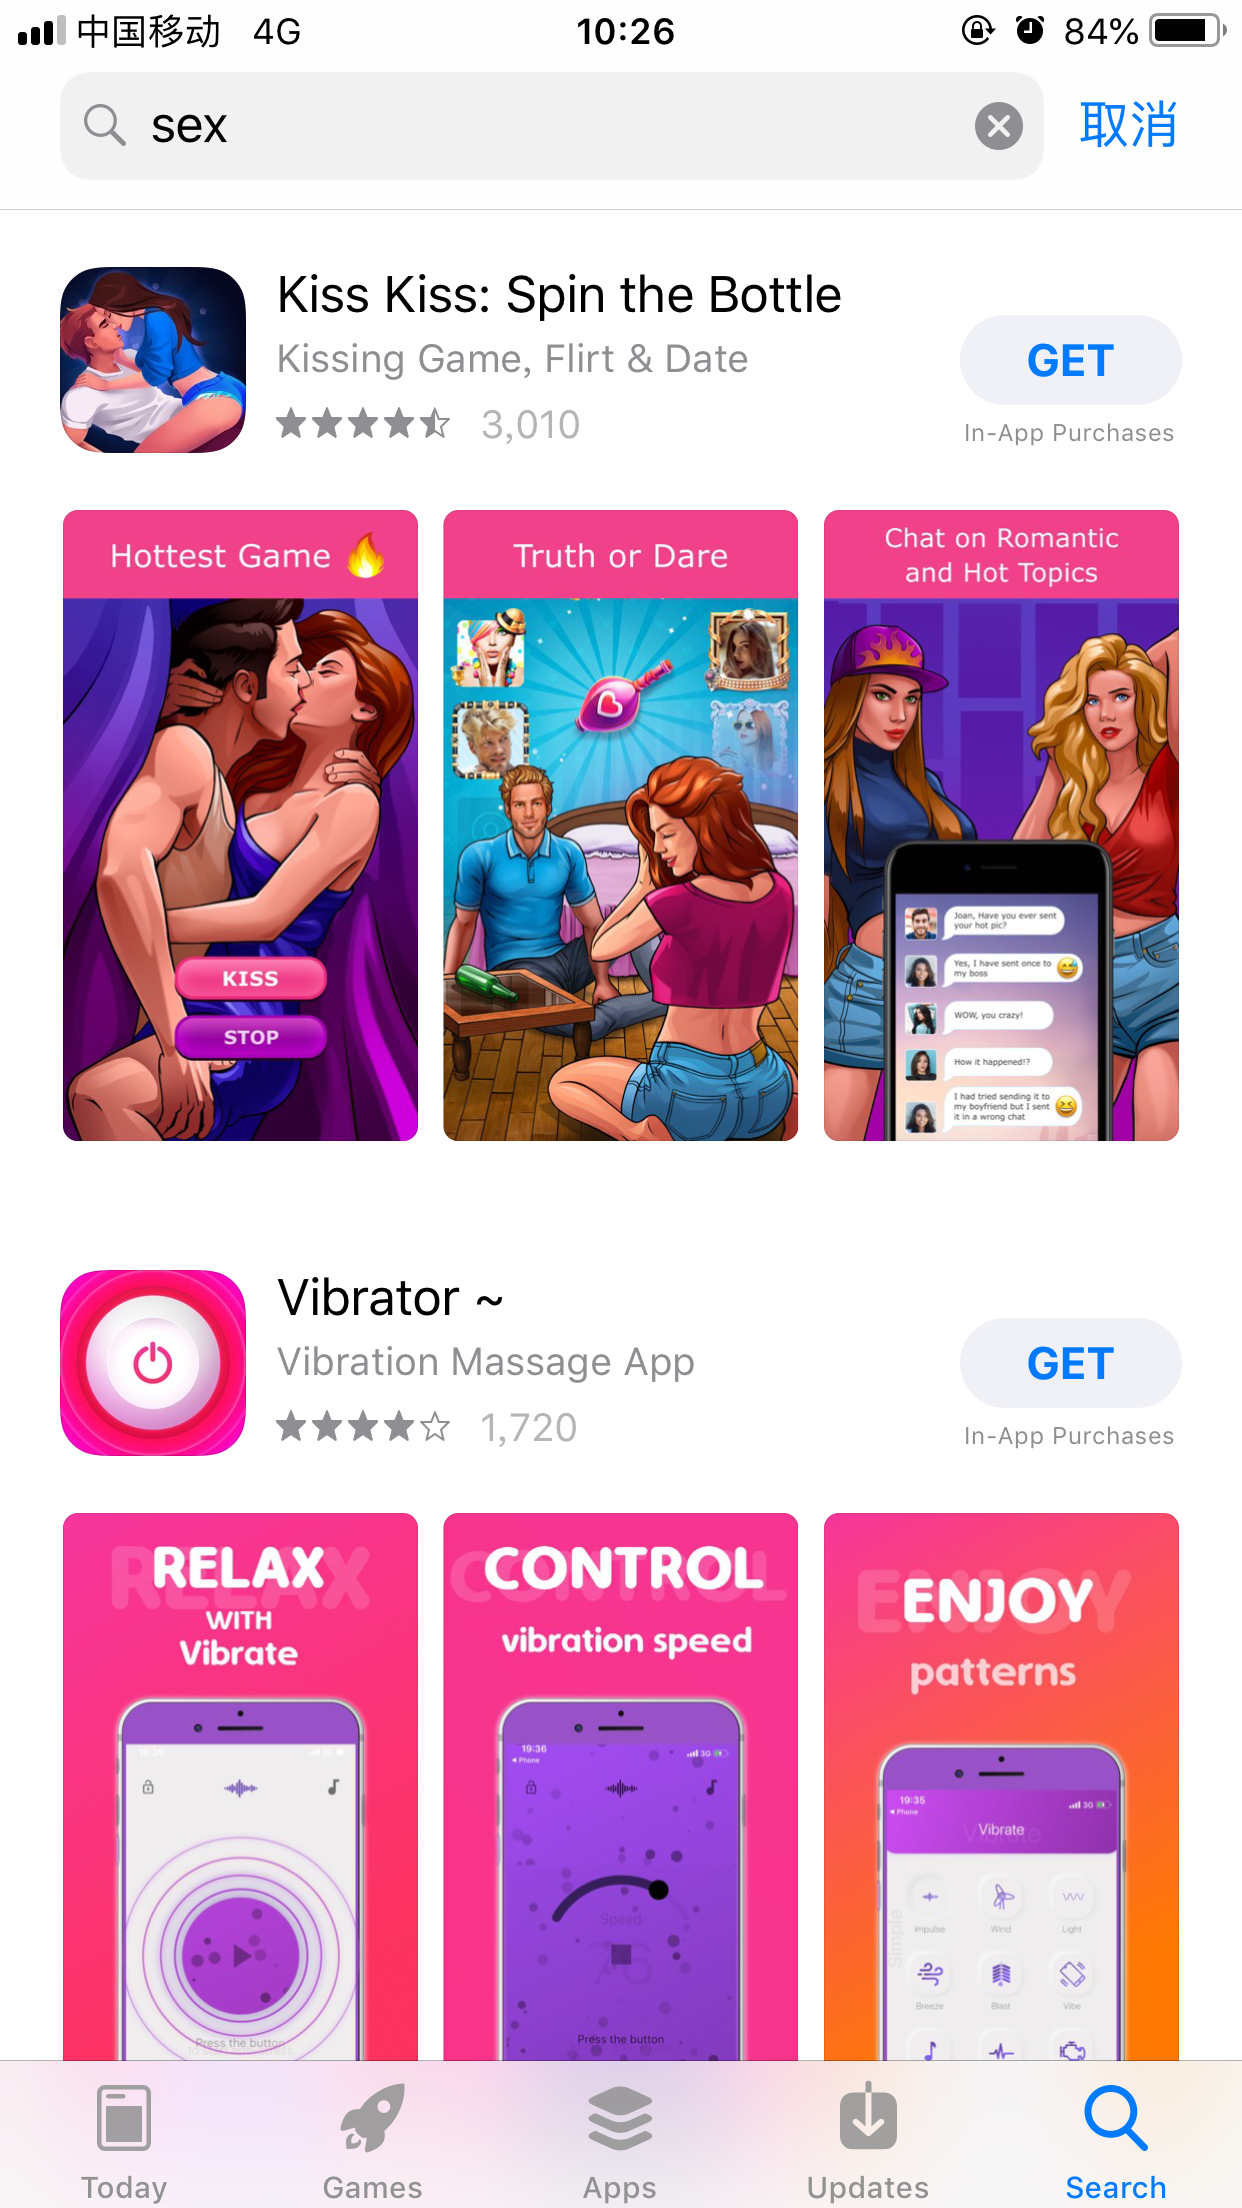 中国移动 4G 10:26 84%
sex 取消
Kiss Kiss: Spin the Bottle
Kissing Game, Flirt & Date
GET
3,010
In-App Purchases
Hottest Game
KISS
STOP
Truth or Dare
Chat on Romantic
and Hot Topics
Joan, Have you ever sent
your hot pic?
Yes, I have sent once to
my boss
WOW, you crazy!
How it happened!?
I had tried sending it to
my boyfriend but I sent
it in a wrong chat
Vibrator ~
Vibration Massage App
GET
1,720
In-App Purchases
RELAX
WITH
Vibrate
Press the button
CONTROL
vibration speed
19:36
Phone
Speed
Press the button
ENJOY
patterns
19:35
3G
Phone
Vibrate
Simple
Impulse Wind Light
Breeze Blast Vibe
Today Games Apps Updates Search